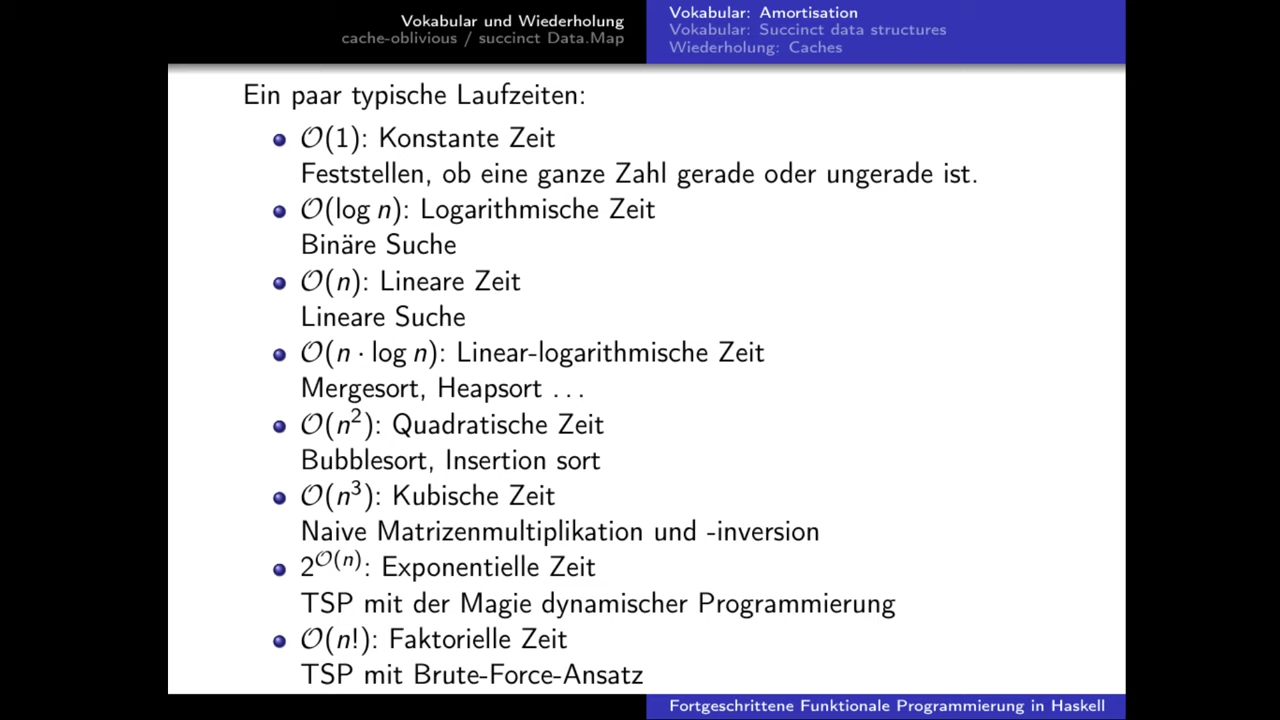 Vokabular und Wiederholung
cache-oblivious / succinct Data.Map
Vokabular: Amortisation
Vokabular: Succinct data structures
Wiederholung: Caches
Ein paar typische Laufzeiten:
O(1): Konstante Zeit
Feststellen, ob eine ganze Zahl gerade oder ungerade ist.
O(log n): Logarithmische Zeit
Binäre Suche
O(n): Lineare Zeit
Lineare Suche
O(n · log n): Linear-logarithmische Zeit
Mergesort, Heapsort . . .
O(n²): Quadratische Zeit
Bubblesort, Insertion sort
O(n³): Kubische Zeit
Naive Matrizenmultiplikation und -inversion
2^O(n): Exponentielle Zeit
TSP mit der Magie dynamischer Programmierung
O(n!): Faktorielle Zeit
TSP mit Brute-Force-Ansatz
Fortgeschrittene Funktionale Programmierung in Haskell